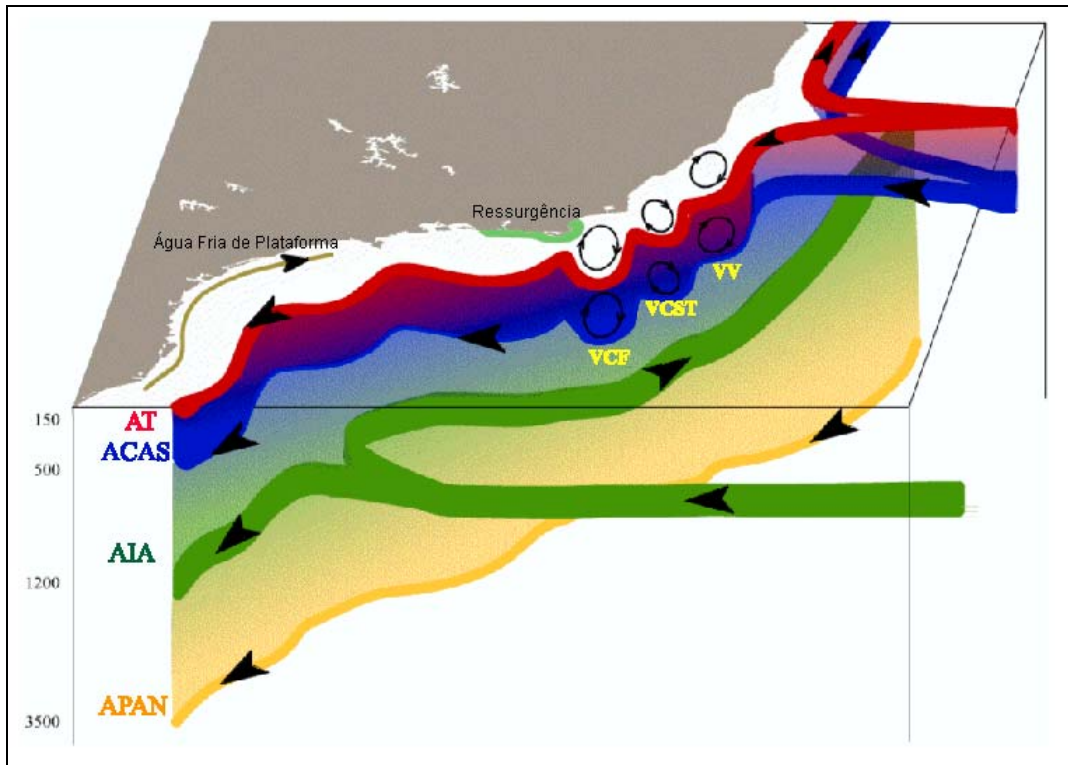 Ressurgência
Água Fria de Plataforma
VV
VCST
VCF
150
AT
ACAS
500
AIA
1200
APAN
3500